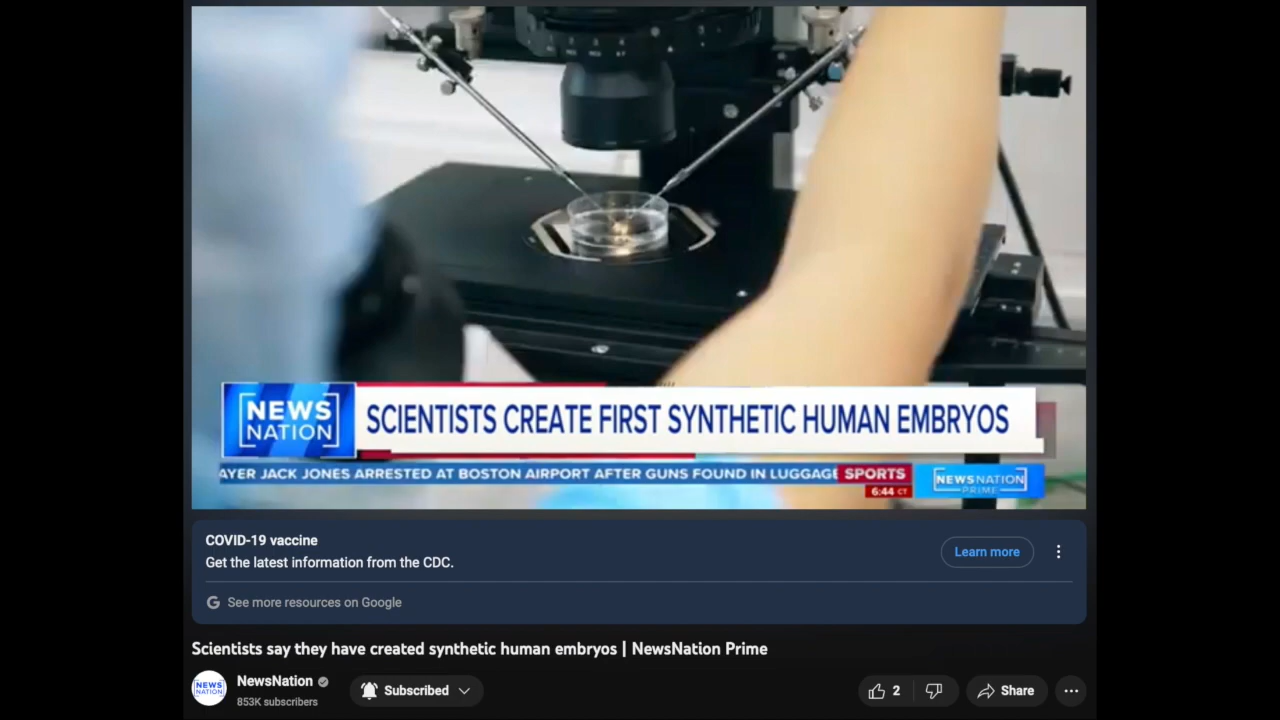 NEWS
NATION
SCIENTISTS CREATE FIRST SYNTHETIC HUMAN EMBRYOS
AYER JACK JONES ARRESTED AT BOSTON AIRPORT AFTER GUNS FOUND IN LUGGAGE
SPORTS
NEWSNATION
PRIME
6:44 CT
COVID-19 vaccine
Get the latest information from the CDC.
Learn more
See more resources on Google
Scientists say they have created synthetic human embryos | NewsNation Prime
NEWS
NATION
NewsNation
853K subscribers
Subscribed
2
Share